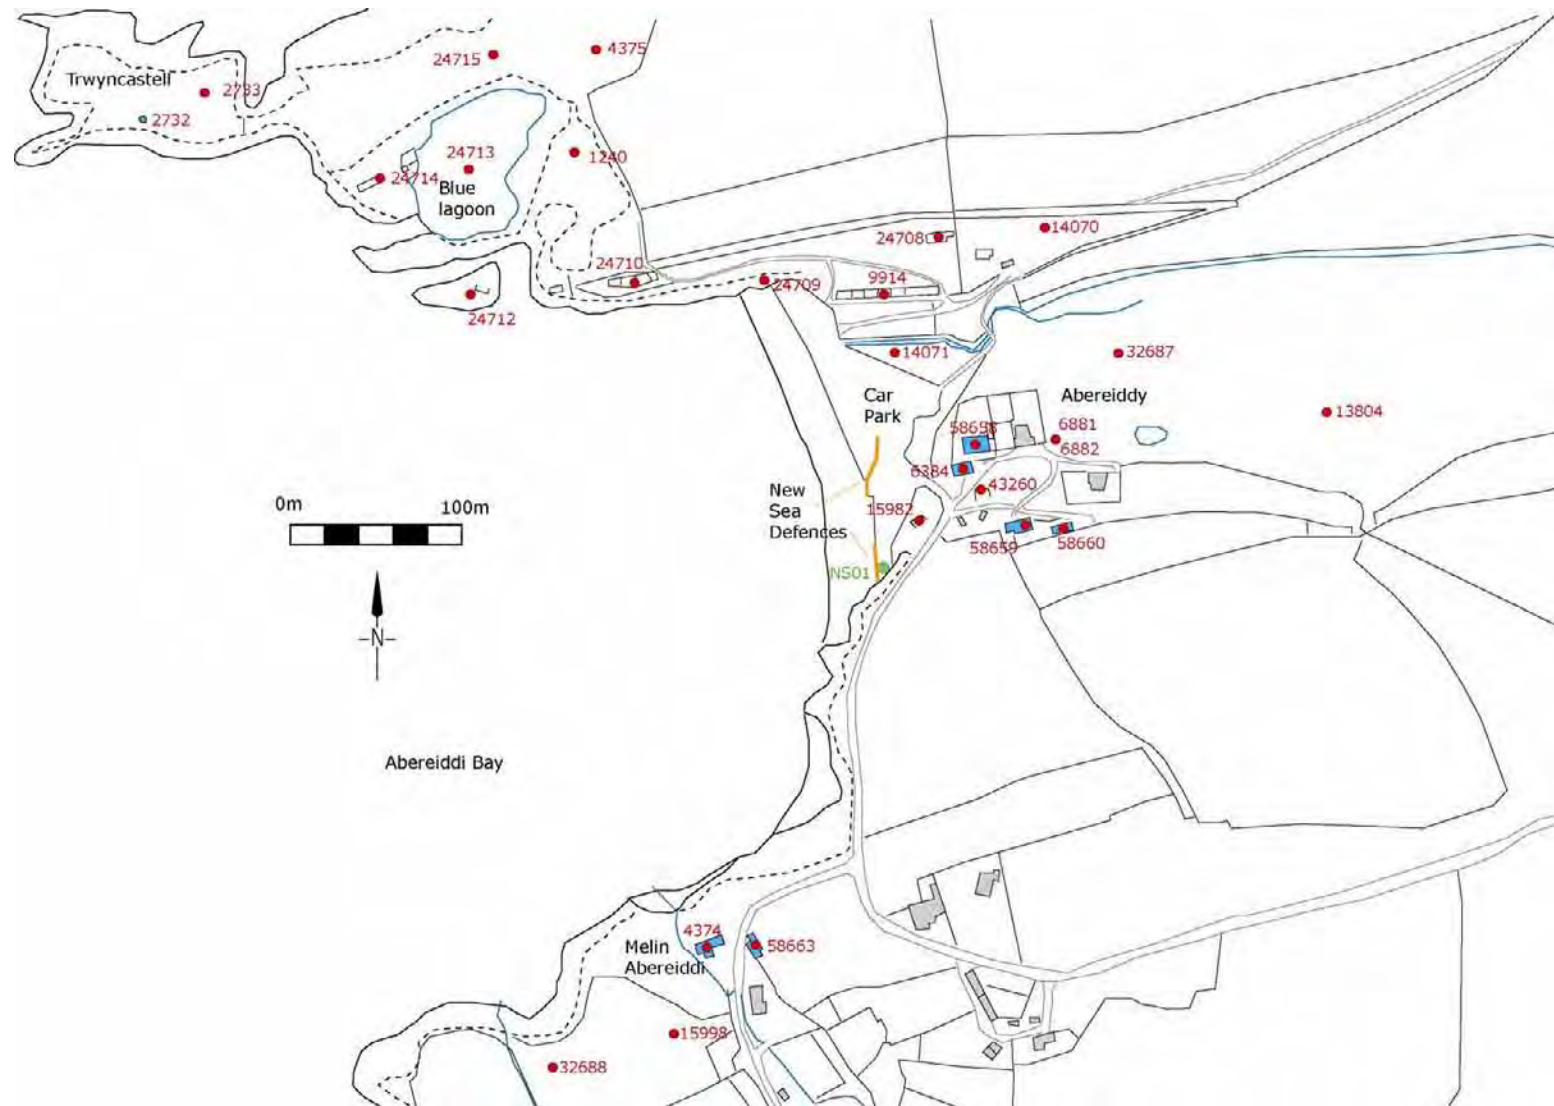 4375
24715
Trwyncastell
2733
2732
24713
1240
24714
Blue
lagoon
14070
24708
24710
9914
24709
24712
14071
32687
Car
Park
Abereiddy
13804
58658
6881
6882
6384
43260
New
Sea
Defences
15982
0m
100m
58659
58660
NS01
-N-
Abereiddi Bay
4374
58663
Melin
Abereiddi
15998
32688